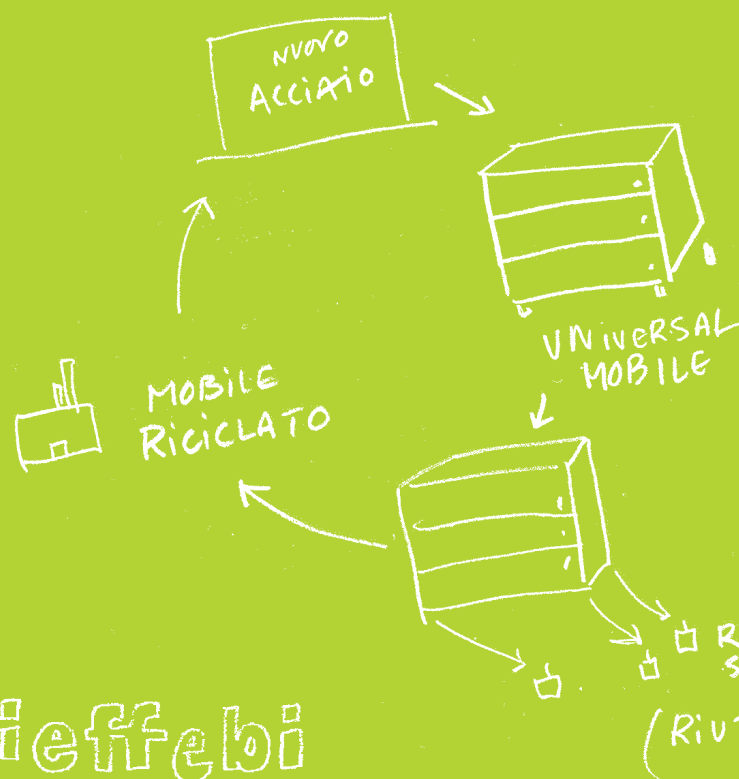 NUOVO
ACCIAIO
UNIVERSAL
MOBILE
MOBILE
RICICLATO
ieffebi